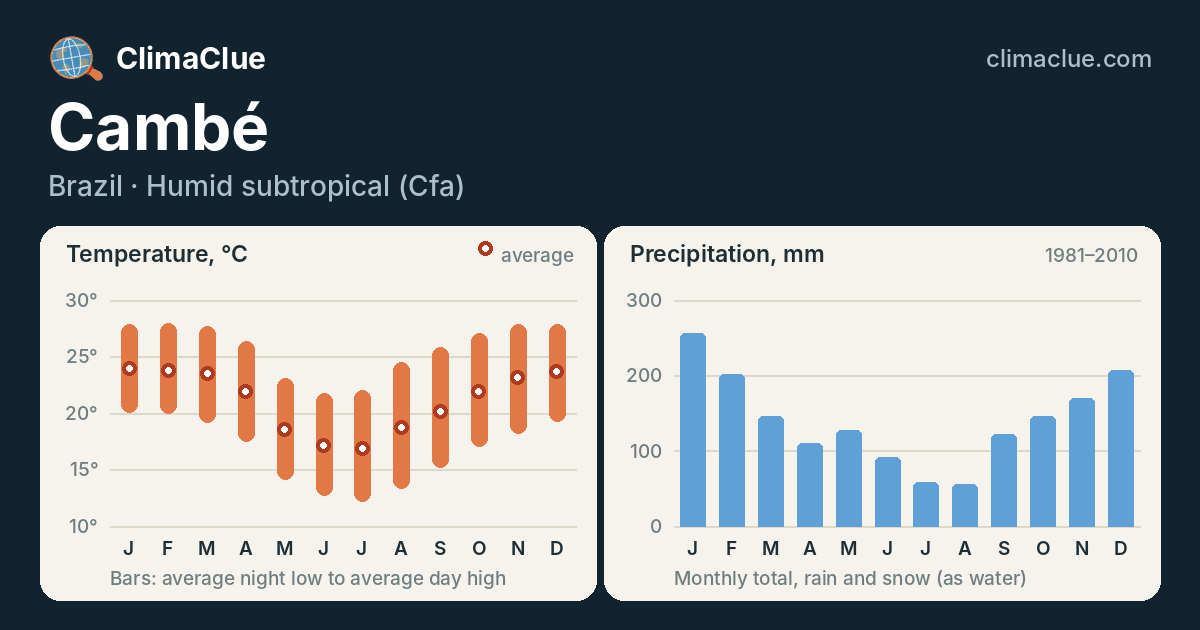 ClimaClue
climaclue.com
Cambé
Brazil · Humid subtropical (Cfa)
Temperature, °C
average
30°
25°
20°
15°
10°
J F M A M J J A S O N D
Bars: average night low to average day high
Precipitation, mm
1981–2010
300
200
100
0
J F M A M J J A S O N D
Monthly total, rain and snow (as water)